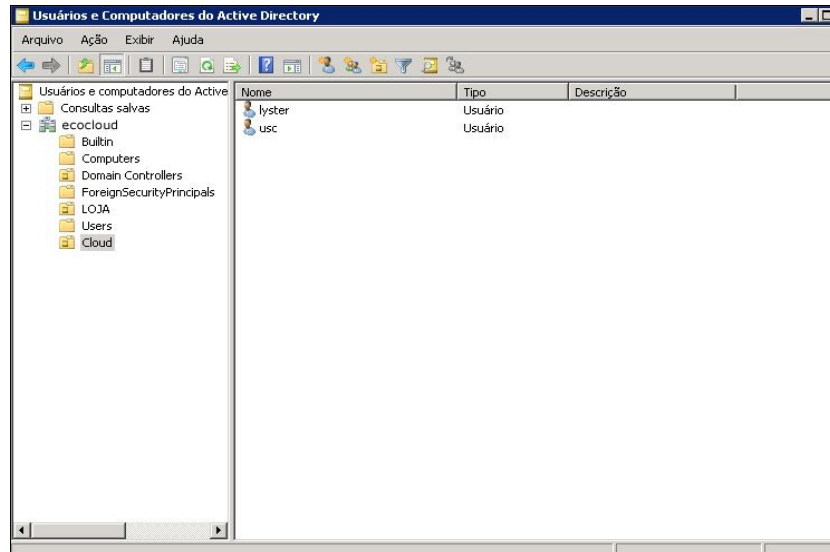 Usuários e Computadores do Active Directory
Arquivo Ação Exibir Ajuda
Usuários e computadores do Active
Consultas salvas
ecocloud
Builtin
Computers
Domain Controllers
ForeignSecurityPrincipals
LOJA
Users
Cloud
Nome Tipo Descrição
lyster Usuário
usc Usuário